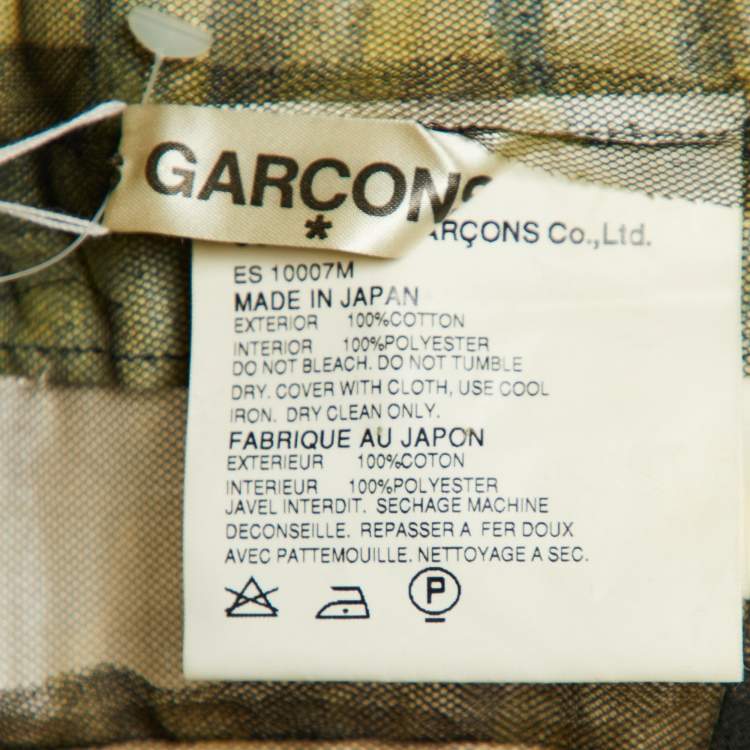 GARCONS
*
GARÇONS Co.,Ltd.
ES 10007M
MADE IN JAPAN
EXTERIOR 100%COTTON
INTERIOR 100%POLYESTER
DO NOT BLEACH. DO NOT TUMBLE
DRY. COVER WITH CLOTH, USE COOL
IRON. DRY CLEAN ONLY.
FABRIQUE AU JAPON
EXTERIEUR 100%COTON
INTERIEUR 100%POLYESTER
JAVEL INTERDIT. SECHAGE MACHINE
DECONSEILLE. REPASSER A FER DOUX
AVEC PATTEMOUILLE. NETTOYAGE A SEC.
P